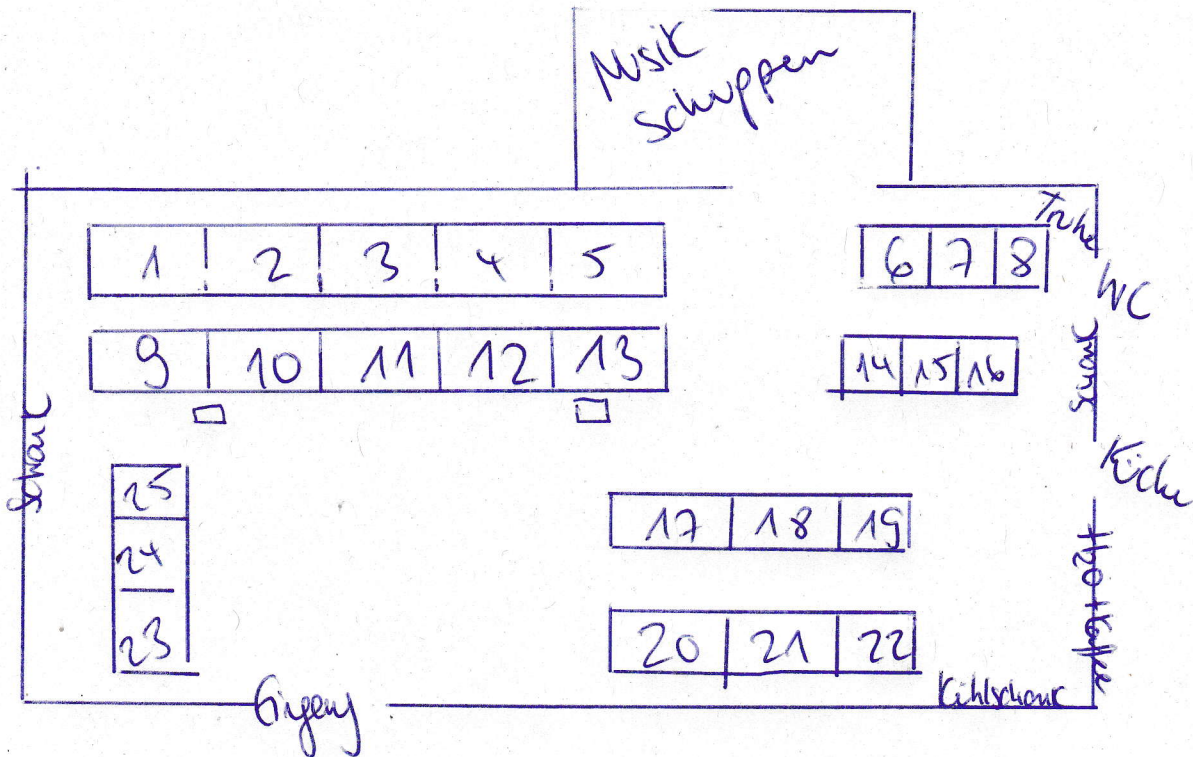 Musik
schuppen
Truhe
1 2 3 4 5
6 7 8
WC
9 10 11 12 13
14 15 16
Schrank
Schrank
Küche
25
24
23
17 18 19
H2O + Kaffee
20 21 22
Kühlschrank
Eingang